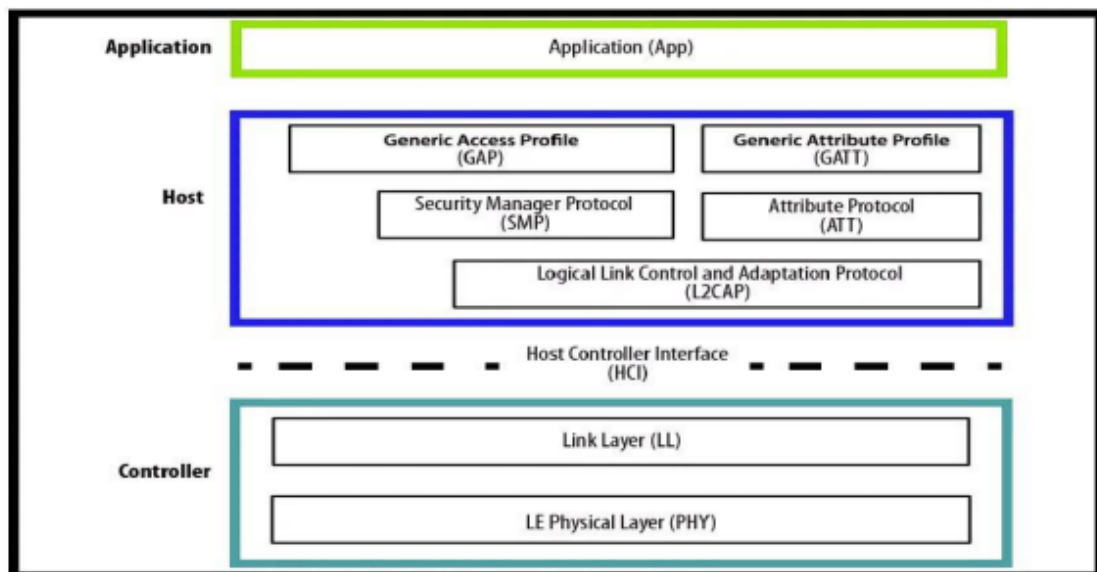 Application
Application (App)
Host
Generic Access Profile
(GAP)
Generic Attribute Profile
(GATT)
Security Manager Protocol
(SMP)
Attribute Protocol
(ATT)
Logical Link Control and Adaptation Protocol
(L2CAP)
Host Controller Interface
(HCI)
Controller
Link Layer (LL)
LE Physical Layer (PHY)